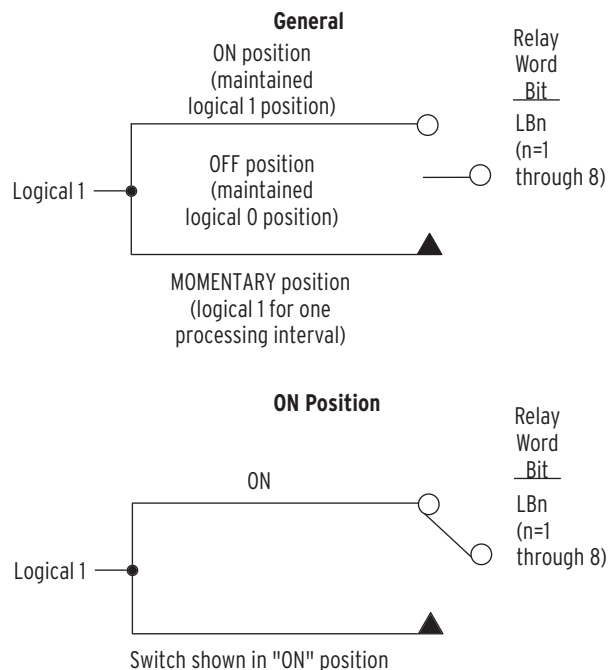 General
ON position
(maintained
logical 1 position)
Relay
Word
Bit
LBn
(n=1
through 8)
OFF position
(maintained
logical 0 position)
Logical 1
MOMENTARY position
(logical 1 for one
processing interval)
ON Position
Relay
Word
Bit
LBn
(n=1
through 8)
ON
Logical 1
Switch shown in "ON" position